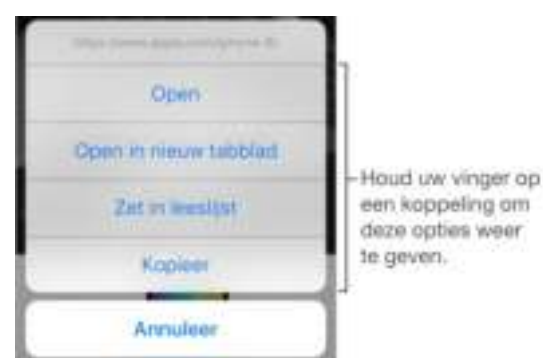 Open
Open in nieuw tabblad
Zet in leeslijst
Kopieer
Annuleer
Houd uw vinger op
een koppeling om
deze opties weer
te geven.